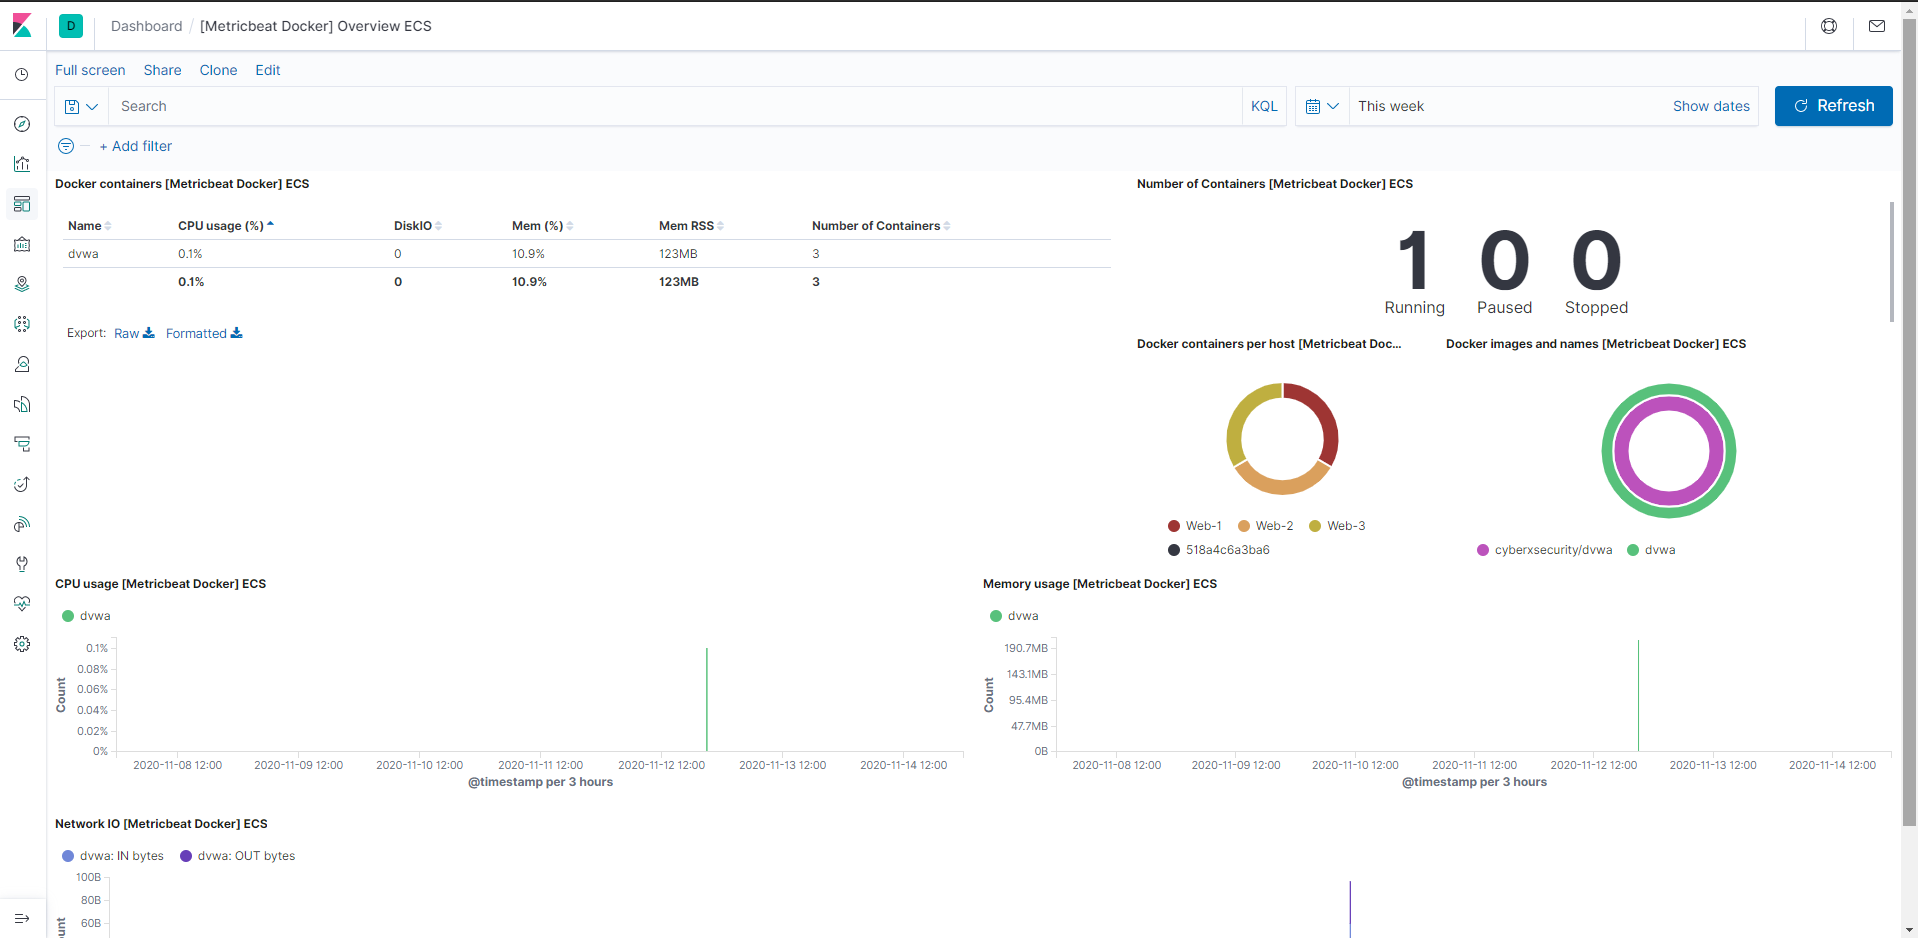 D Dashboard / [Metricbeat Docker] Overview ECS
Full screen Share Clone Edit
Search KQL This week Show dates Refresh
+ Add filter
Docker containers [Metricbeat Docker] ECS
Name CPU usage (%) DiskIO Mem (%) Mem RSS Number of Containers
dvwa 0.1% 0 10.9% 123MB 3
0.1% 0 10.9% 123MB 3
Export: Raw Formatted
Number of Containers [Metricbeat Docker] ECS
1 0 0
Running Paused Stopped
Docker containers per host [Metricbeat Doc...
Web-1 Web-2 Web-3
518a4c6a3ba6
Docker images and names [Metricbeat Docker] ECS
cyberxsecurity/dvwa dvwa
CPU usage [Metricbeat Docker] ECS
dvwa
Count
0.1%
0.08%
0.06%
0.04%
0.02%
0%
2020-11-08 12:00 2020-11-09 12:00 2020-11-10 12:00 2020-11-11 12:00 2020-11-12 12:00 2020-11-13 12:00 2020-11-14 12:00
@timestamp per 3 hours
Memory usage [Metricbeat Docker] ECS
dvwa
Count
190.7MB
143.1MB
95.4MB
47.7MB
0B
2020-11-08 12:00 2020-11-09 12:00 2020-11-10 12:00 2020-11-11 12:00 2020-11-12 12:00 2020-11-13 12:00 2020-11-14 12:00
@timestamp per 3 hours
Network IO [Metricbeat Docker] ECS
dvwa: IN bytes dvwa: OUT bytes
100B
80B
60B